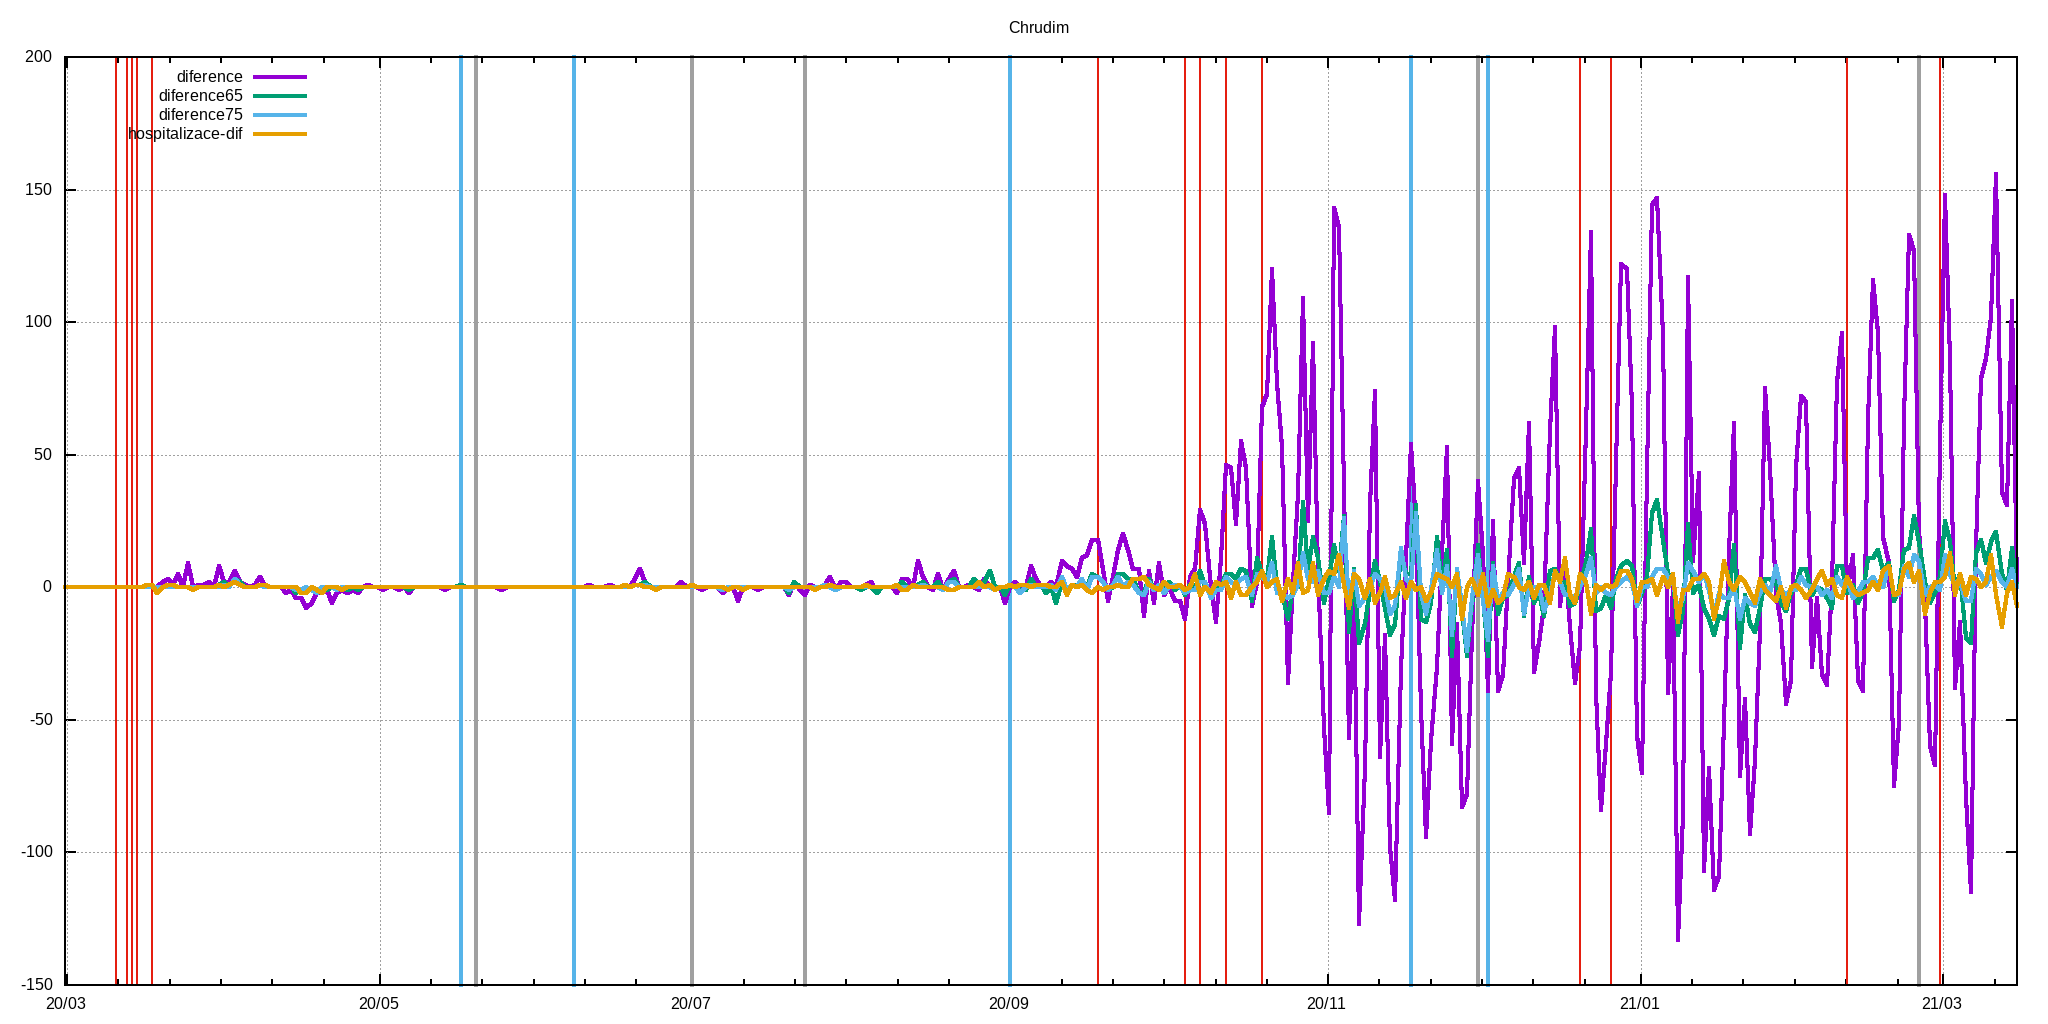 Chrudim
200
150
100
50
0
-50
-100
-150
diference
diference65
diference75
hospitalizace-dif
20/03 20/05 20/07 20/09 20/11 21/01 21/03